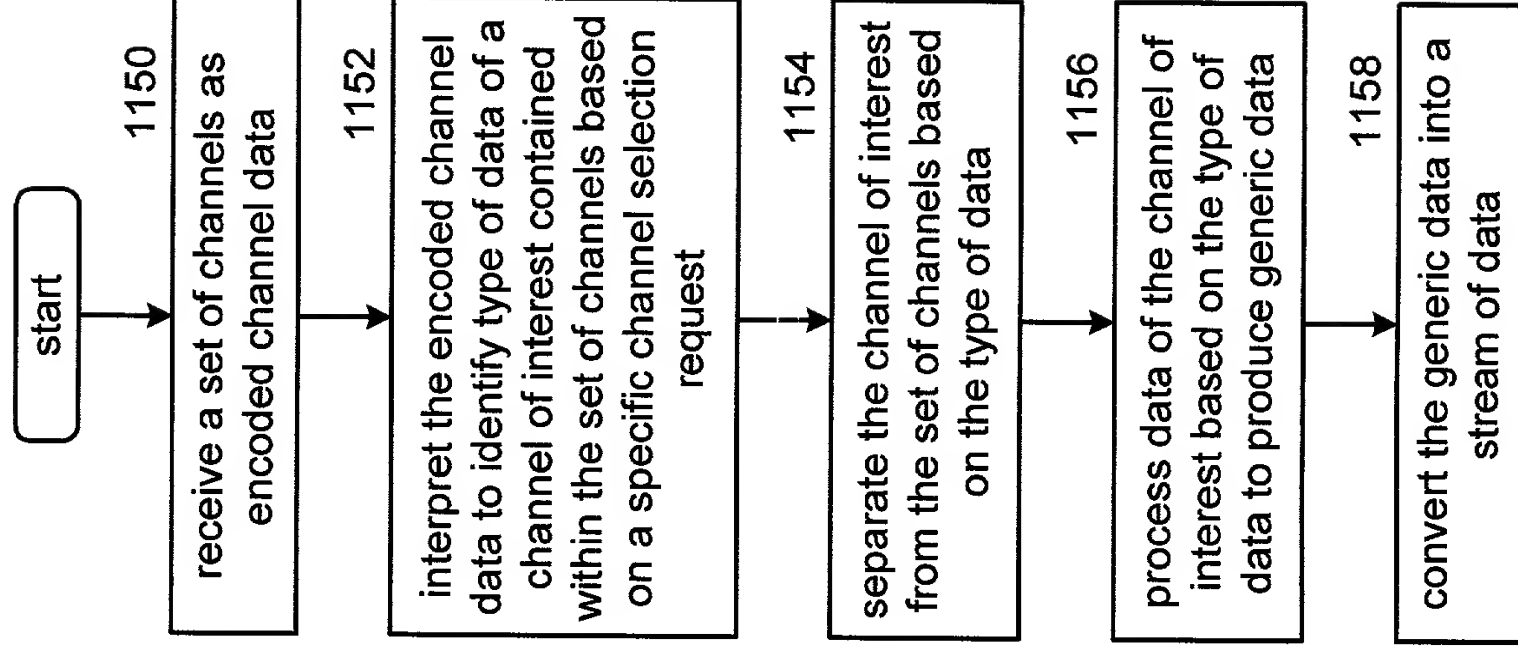 start
1150
receive a set of channels as
encoded channel data
1152
interpret the encoded channel
data to identify type of data of a
channel of interest contained
within the set of channels based
on a specific channel selection
request
1154
separate the channel of interest
from the set of channels based
on the type of data
1156
process data of the channel of
interest based on the type of
data to produce generic data
1158
convert the generic data into a
stream of data